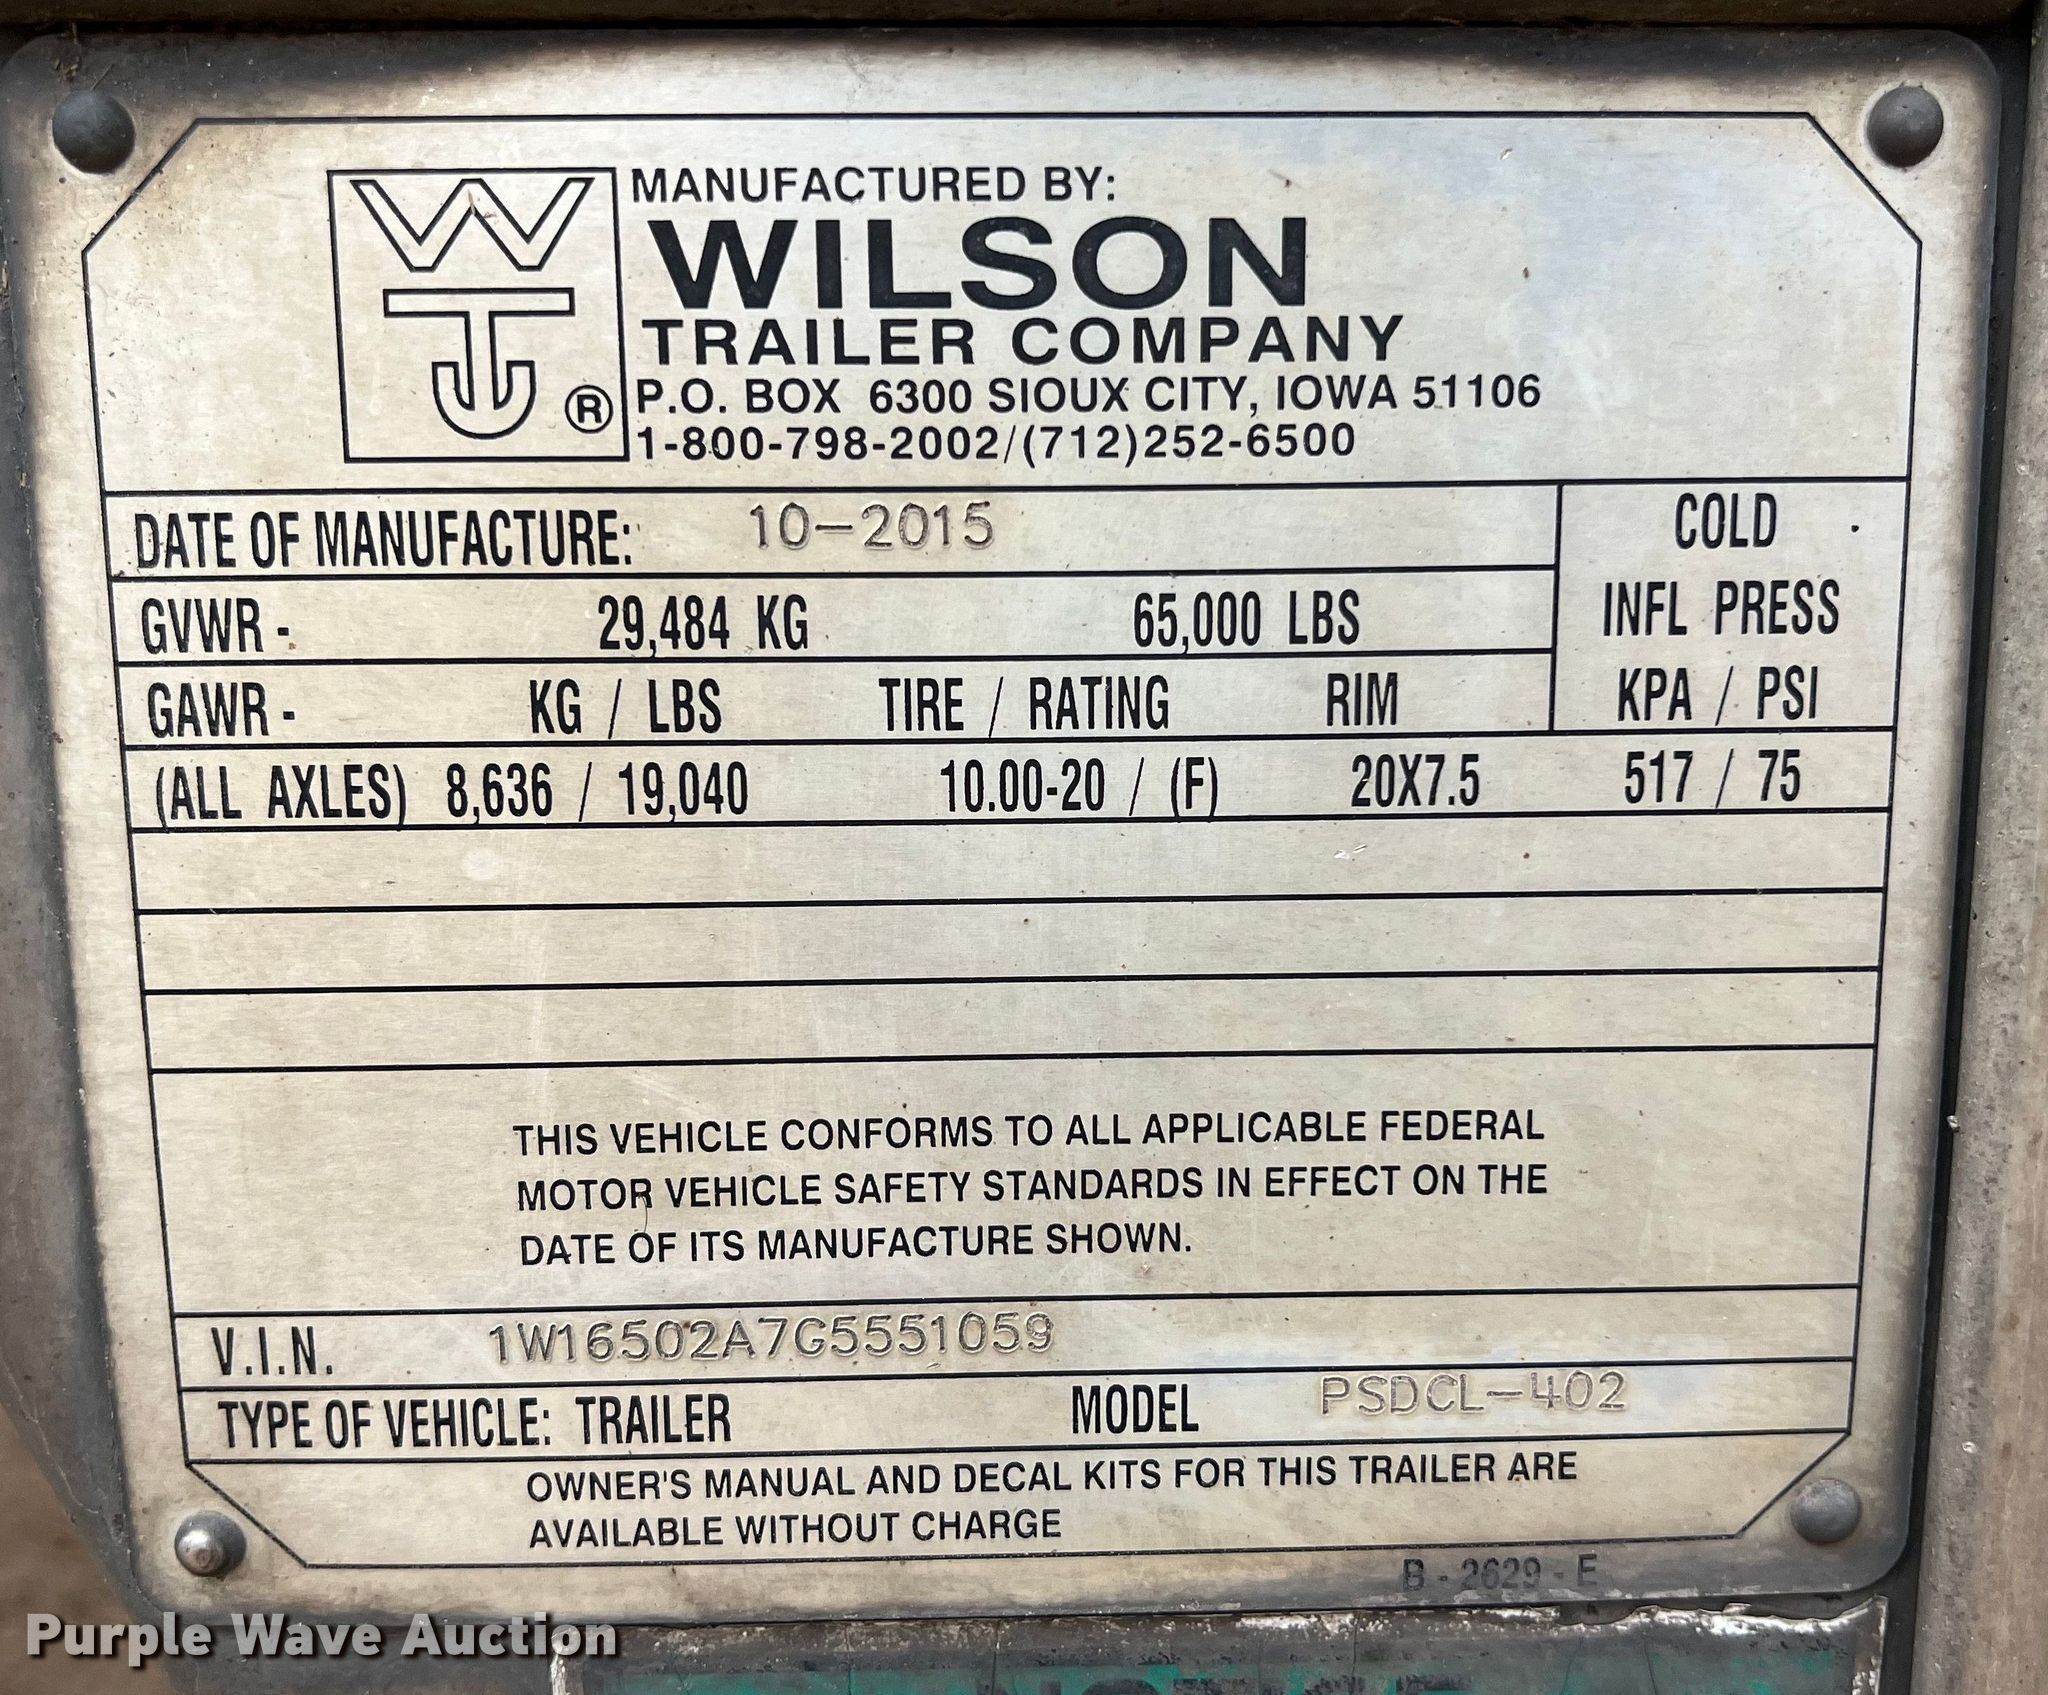 WT
®
MANUFACTURED BY:
WILSON
TRAILER COMPANY
P.O. BOX 6300 SIOUX CITY, IOWA 51106
1-800-798-2002/(712)252-6500
DATE OF MANUFACTURE: 10-2015
COLD
INFL PRESS
KPA / PSI
GVWR - 29,484 KG 65,000 LBS
GAWR - KG / LBS TIRE / RATING RIM
(ALL AXLES) 8,636 / 19,040 10.00-20 / (F) 20X7.5 517 / 75
THIS VEHICLE CONFORMS TO ALL APPLICABLE FEDERAL
MOTOR VEHICLE SAFETY STANDARDS IN EFFECT ON THE
DATE OF ITS MANUFACTURE SHOWN.
V.I.N. 1W16502A7G5551059
TYPE OF VEHICLE: TRAILER MODEL PSDCL-402
OWNER'S MANUAL AND DECAL KITS FOR THIS TRAILER ARE
AVAILABLE WITHOUT CHARGE
B - 2629 - E
Purple Wave Auction